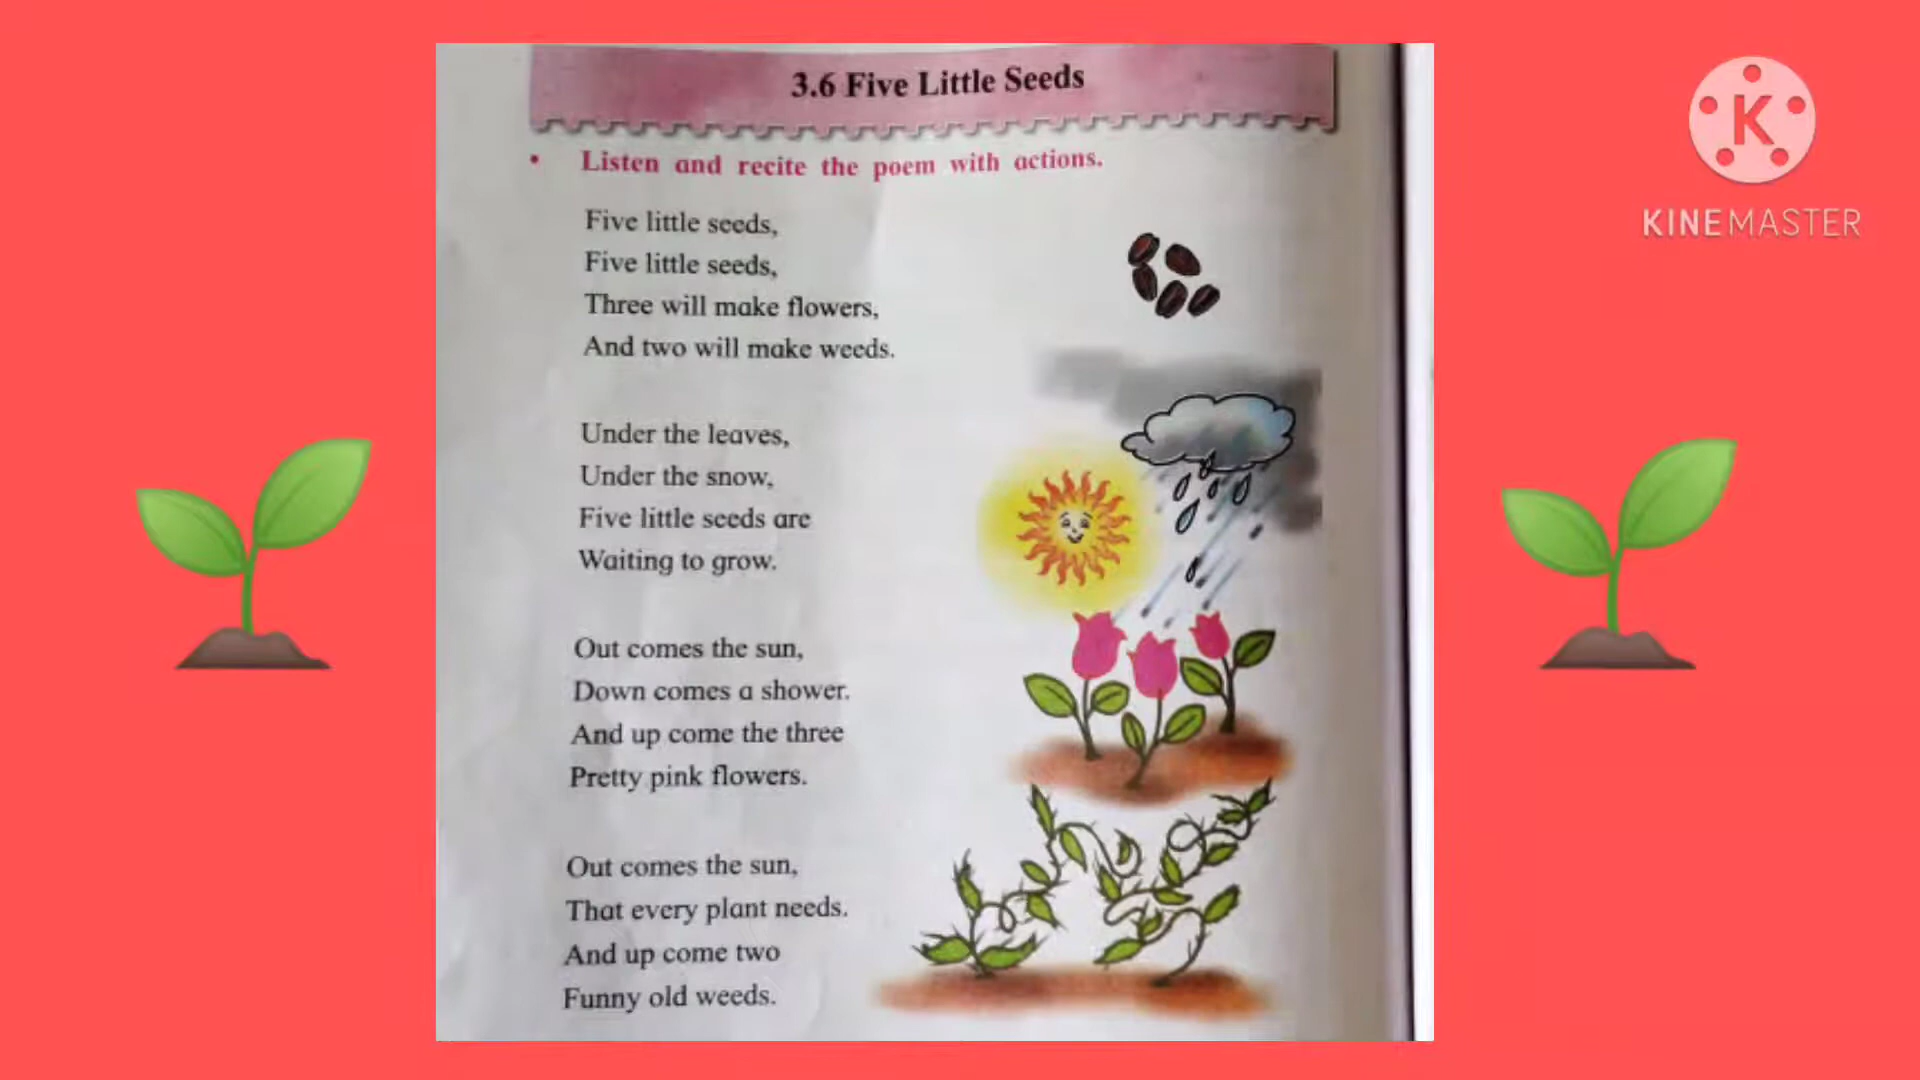 3.6 Five Little Seeds
• Listen and recite the poem with actions.
Five little seeds,
Five little seeds,
Three will make flowers,
And two will make weeds.
Under the leaves,
Under the snow,
Five little seeds are
Waiting to grow.
Out comes the sun,
Down comes a shower.
And up come the three
Pretty pink flowers.
Out comes the sun,
That every plant needs.
And up come two
Funny old weeds.
K
KINEMASTER